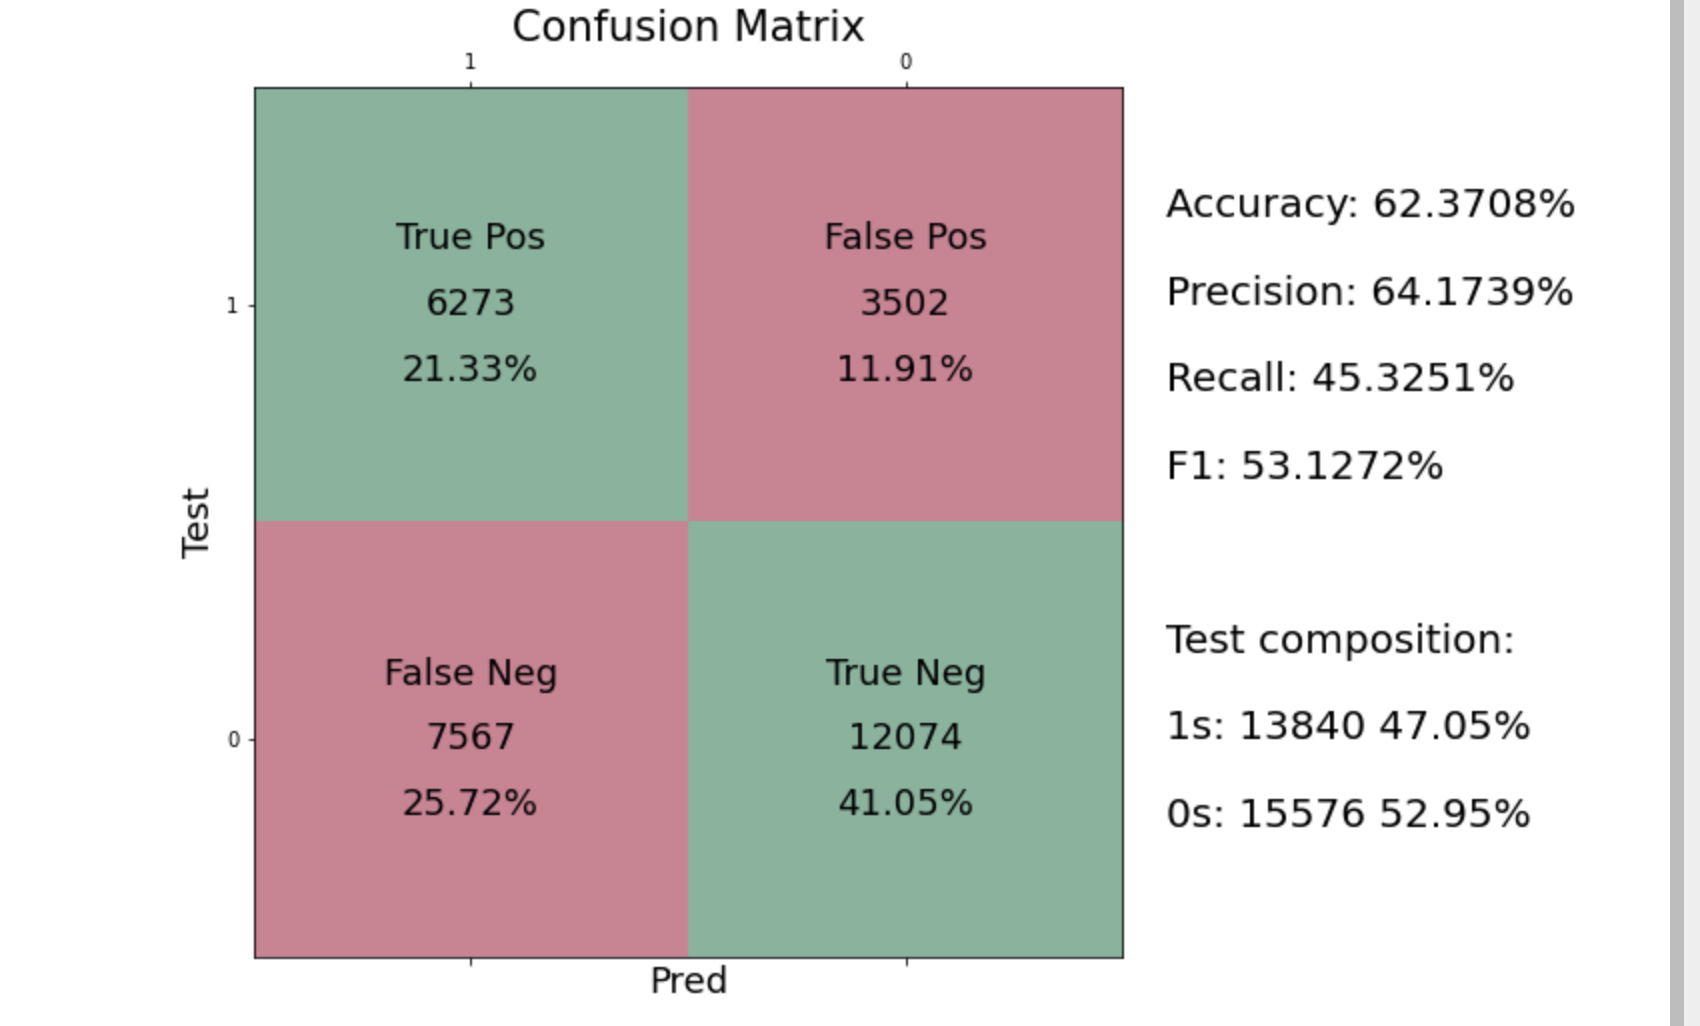 Confusion Matrix
1
0
True Pos
6273
21.33%
False Pos
3502
11.91%
1
Test
False Neg
7567
25.72%
True Neg
12074
41.05%
0
Pred
Accuracy: 62.3708%
Precision: 64.1739%
Recall: 45.3251%
F1: 53.1272%
Test composition:
1s: 13840 47.05%
0s: 15576 52.95%